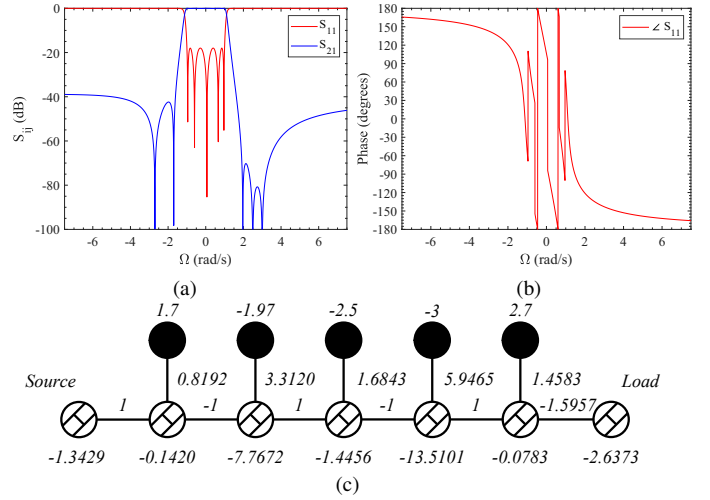 0
-20
-40
-60
-80
-100
S_ij (dB)
-6 -4 -2 0 2 4 6
Ω (rad/s)
S_11
S_21
(a)
180
150
120
90
60
30
0
-30
-60
-90
-120
-150
-180
Phase (degrees)
-6 -4 -2 0 2 4 6
Ω (rad/s)
∠ S_11
(b)
1.7 -1.97 -2.5 -3 2.7
Source 0.8192 3.3120 1.6843 5.9465 1.4583 Load
1 -1 1 -1 1 -1.5957
-1.3429 -0.1420 -7.7672 -1.4456 -13.5101 -0.0783 -2.6373
(c)